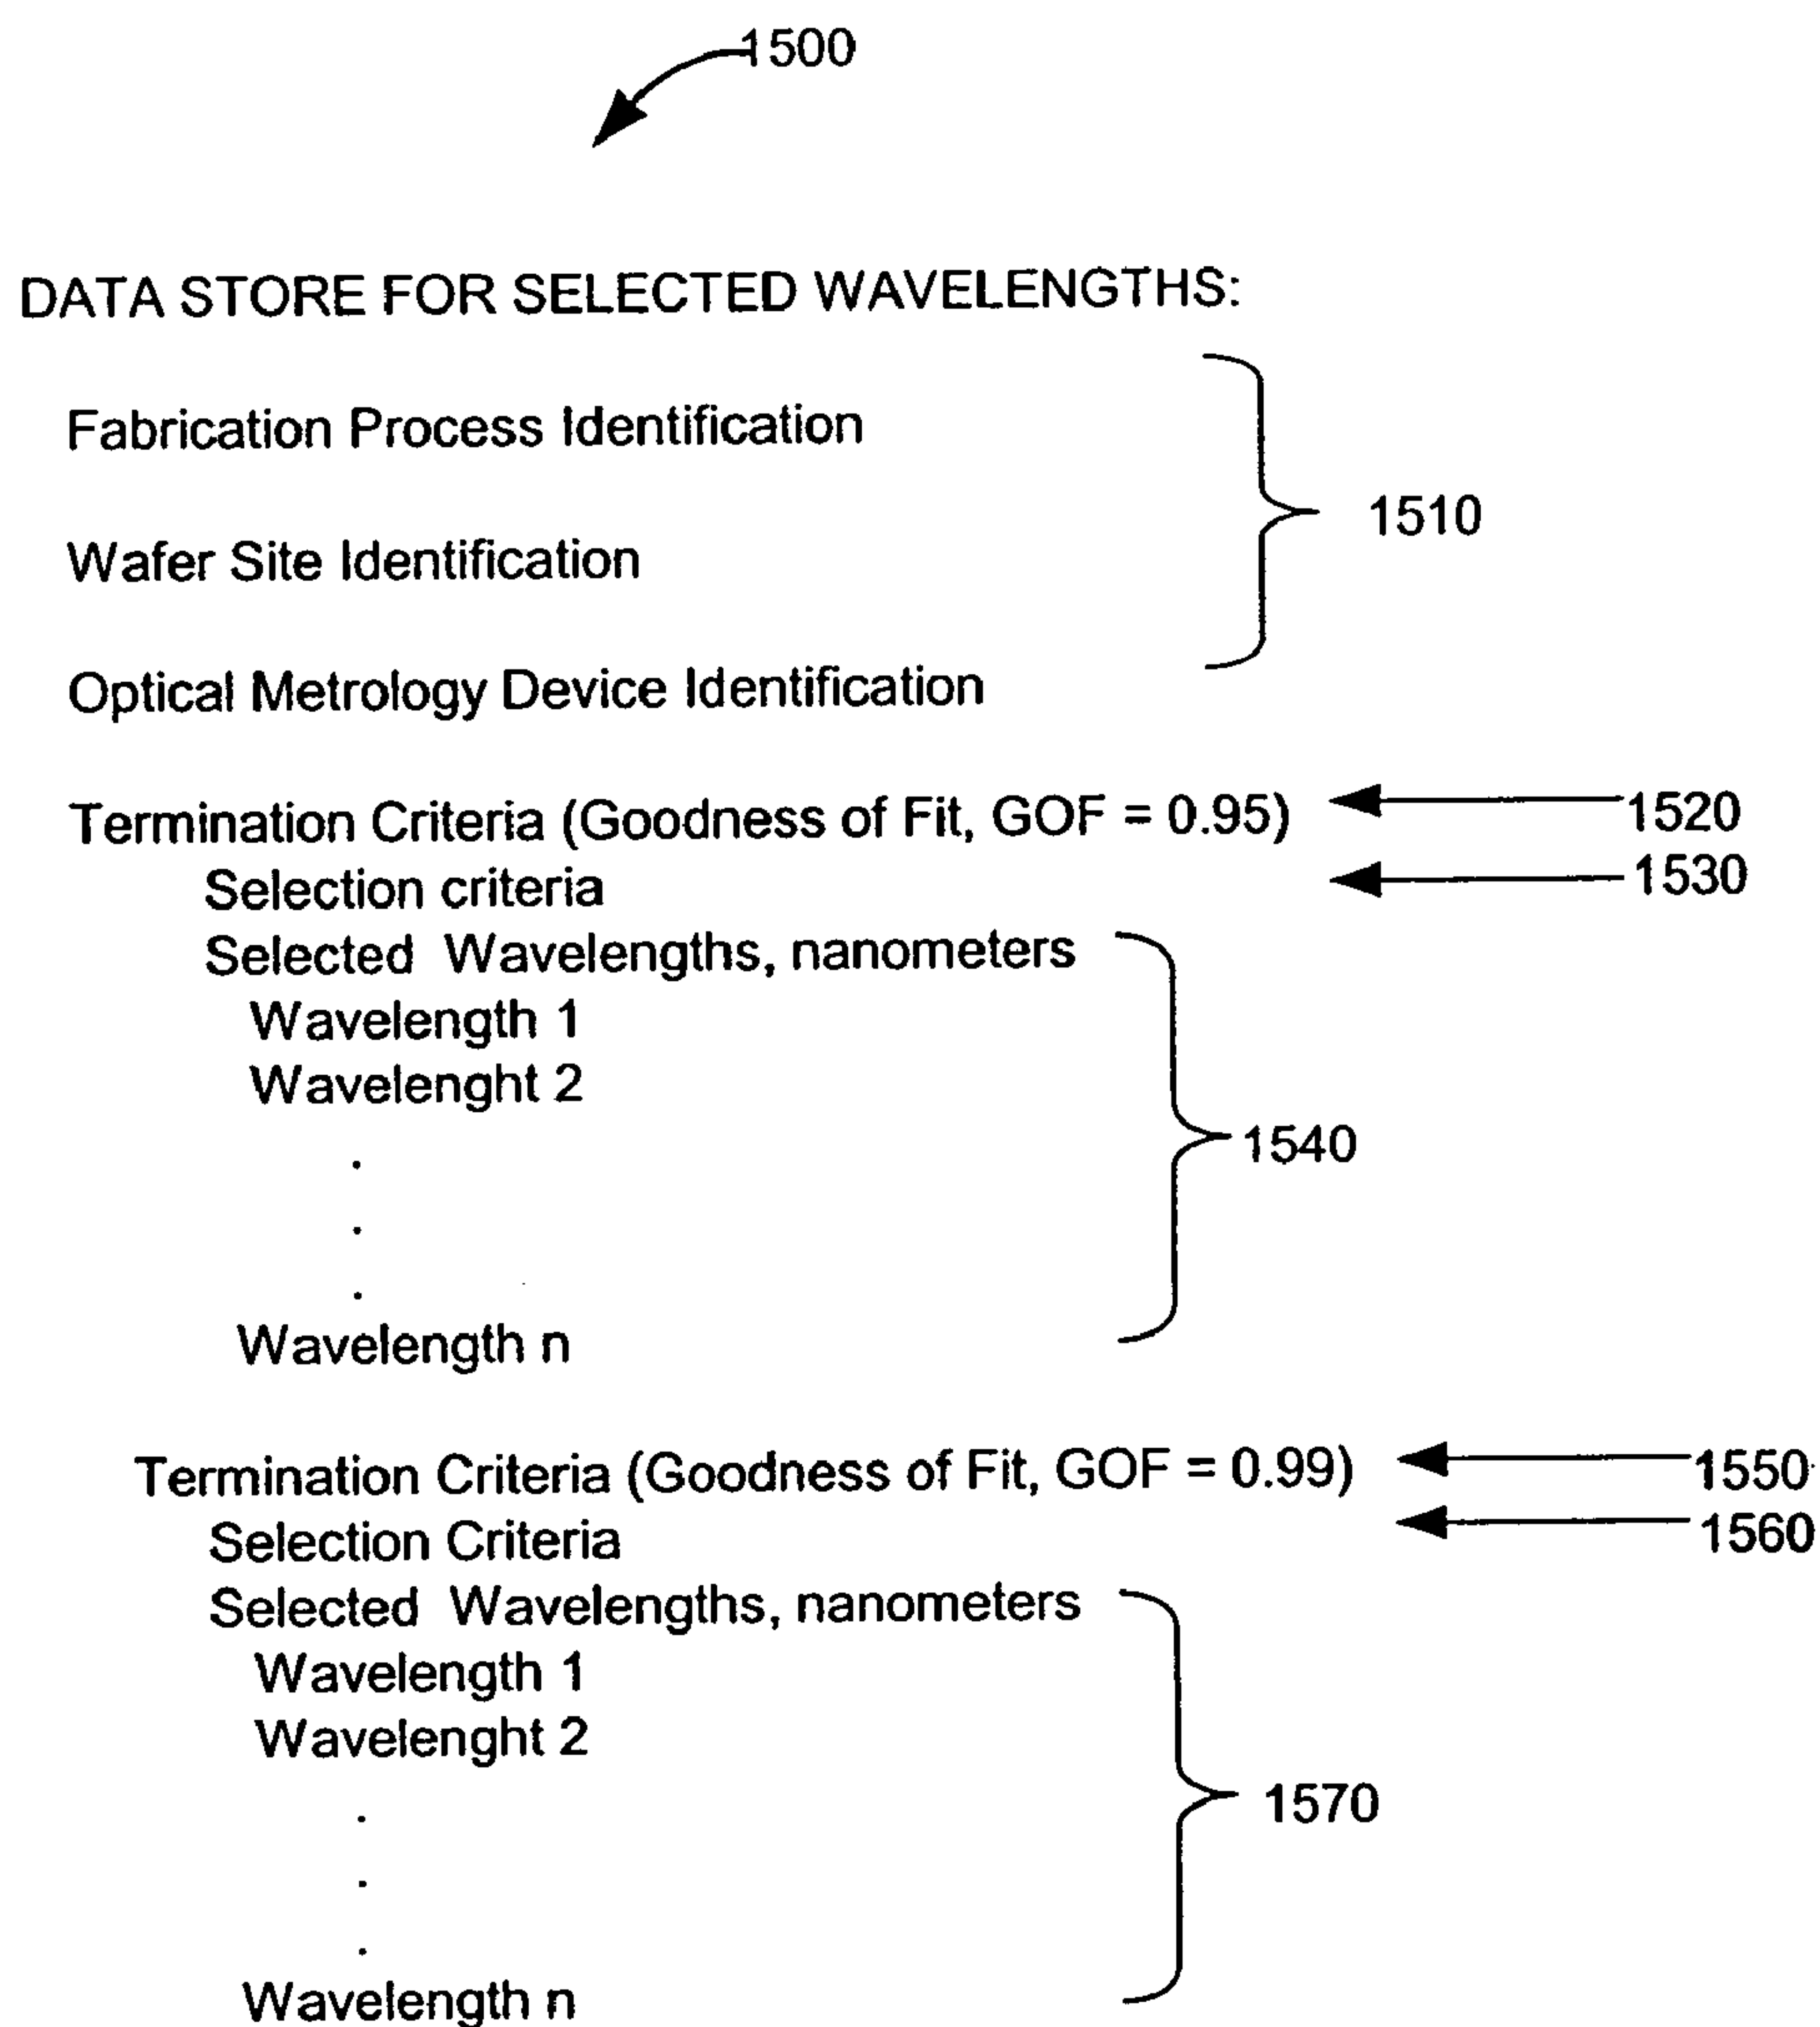 1500
DATA STORE FOR SELECTED WAVELENGTHS:
Fabrication Process Identification
1510
Wafer Site Identification
Optical Metrology Device Identification
Termination Criteria (Goodness of Fit, GOF = 0.95) 1520
Selection criteria 1530
Selected Wavelengths, nanometers
Wavelength 1
Wavelenght 2
1540
.
.
.
Wavelength n
Termination Criteria (Goodness of Fit, GOF = 0.99) 1550
Selection Criteria 1560
Selected Wavelengths, nanometers
Wavelength 1
Wavelenght 2
1570
.
.
.
Wavelength n